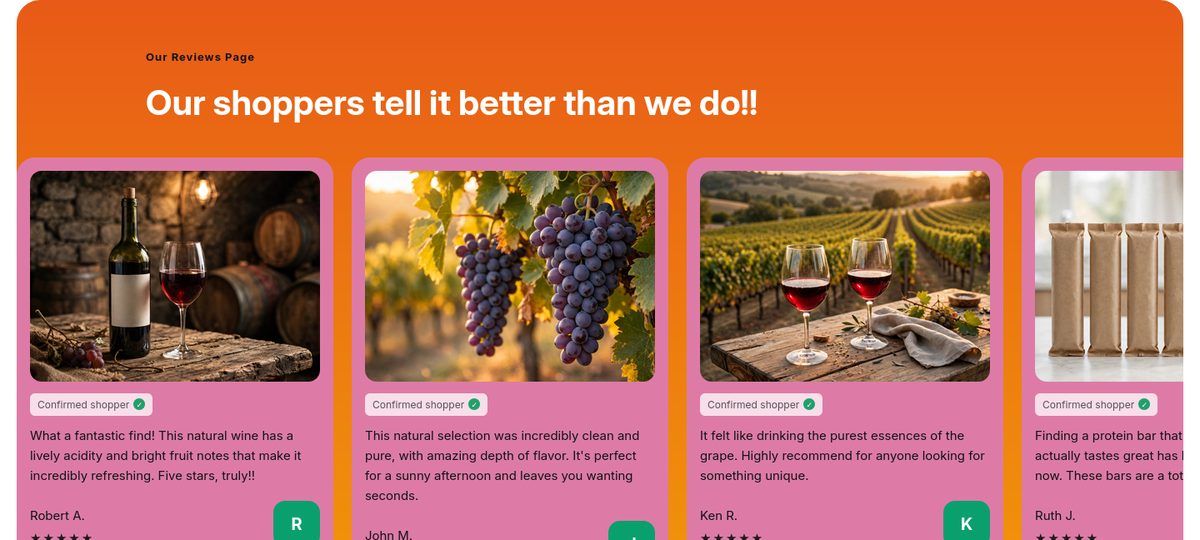 Our Reviews Page
Our shoppers tell it better than we do!!
Confirmed shopper
What a fantastic find! This natural wine has a
lively acidity and bright fruit notes that make it
incredibly refreshing. Five stars, truly!!
Robert A.
R
Confirmed shopper
This natural selection was incredibly clean and
pure, with amazing depth of flavor. It's perfect
for a sunny afternoon and leaves you wanting
seconds.
John M.
Confirmed shopper
It felt like drinking the purest essences of the
grape. Highly recommend for anyone looking for
something unique.
Ken R.
K
Confirmed shopper
Finding a protein bar that
actually tastes great has
now. These bars are a
Ruth J.